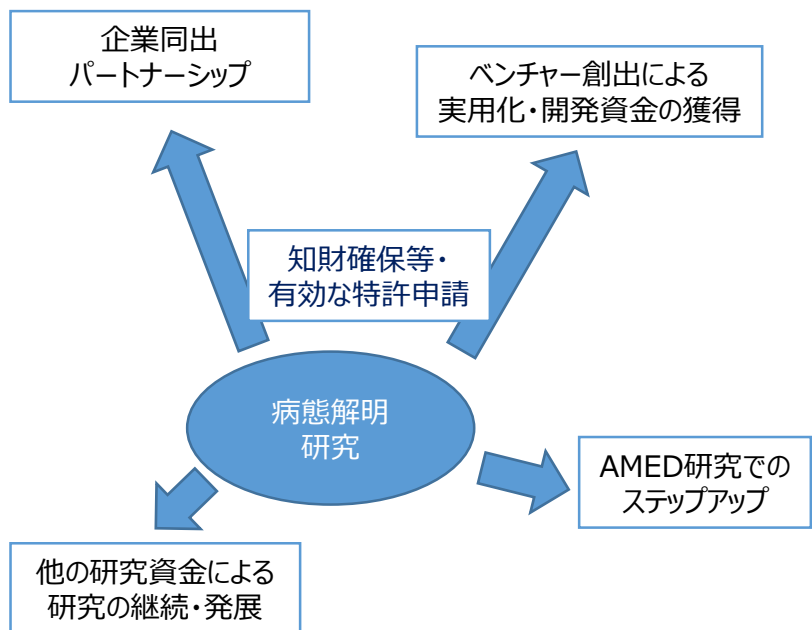 企業同出
パートナーシップ
ベンチャー創出による
実用化・開発資金の獲得
知財確保等・
有効な特許申請
病態解明
研究
AMED研究での
ステップアップ
他の研究資金による
研究の継続・発展